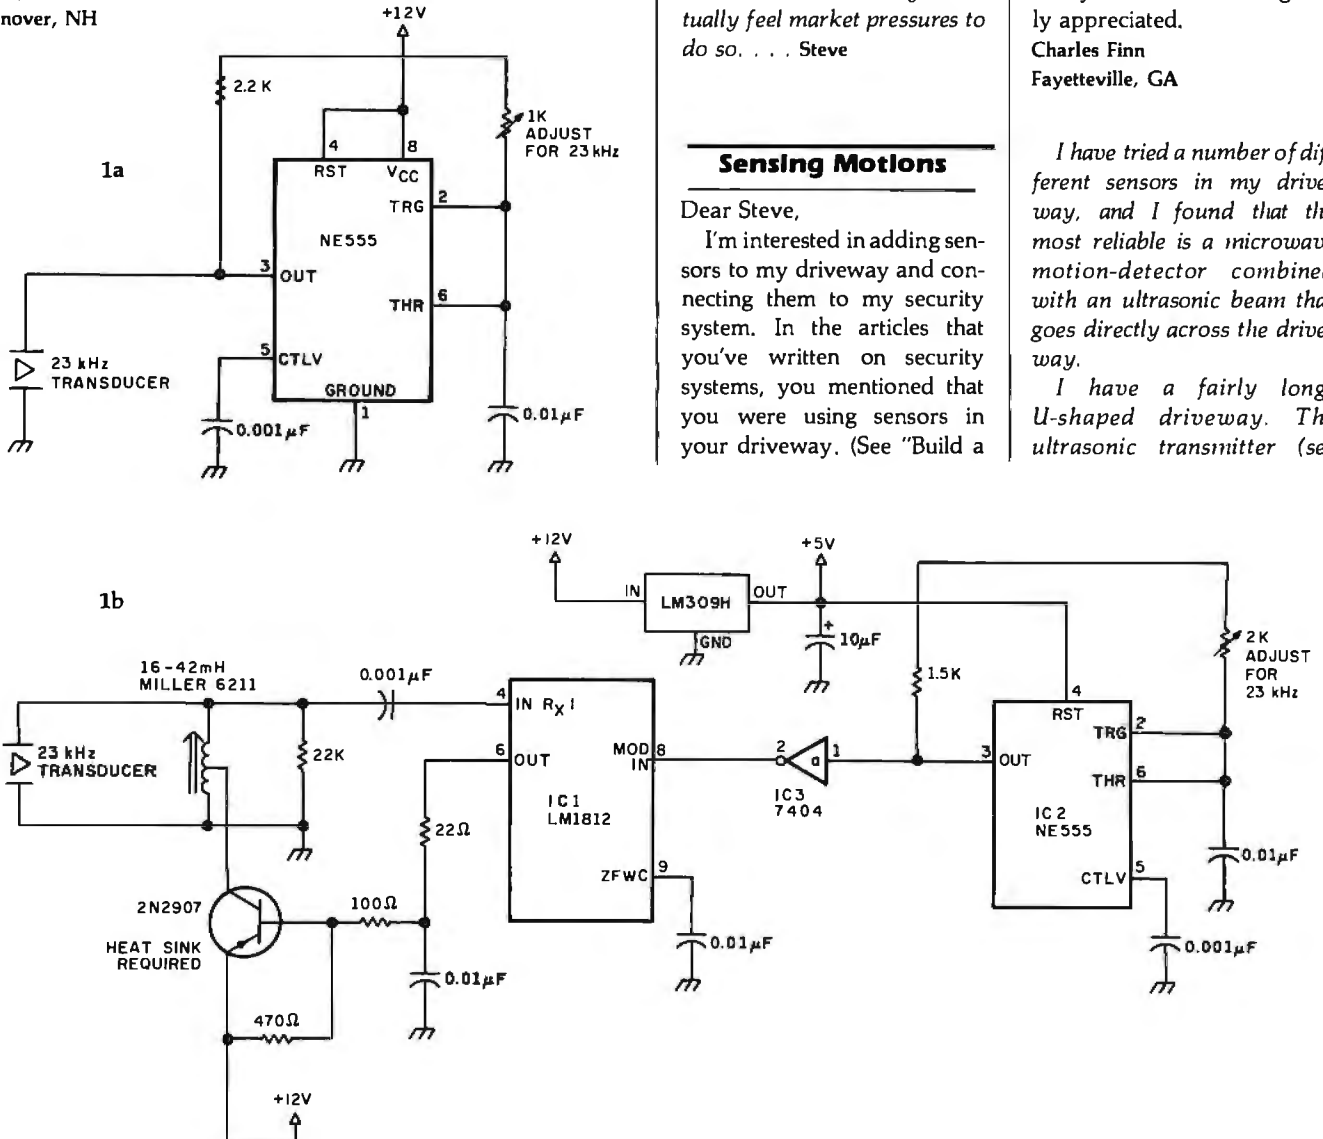 nover, NH
+12V
2.2 K
1K
ADJUST
FOR 23 kHz
1a
4
8
RST
VCC
TRG
2
NE555
3
OUT
THR
6
5
CTLV
23 kHz
TRANSDUCER
GROUND
1
0.001µF
0.01µF
tually feel market pressures to
do so. . . . Steve
Sensing Motions
Dear Steve,
I'm interested in adding sen-
sors to my driveway and con-
necting them to my security
system. In the articles that
you've written on security
systems, you mentioned that
you were using sensors in
your driveway. (See "Build a
ly appreciated.
Charles Finn
Fayetteville, GA
I have tried a number of dif
ferent sensors in my drive
way, and I found that th
most reliable is a microwav
motion-detector combine
with an ultrasonic beam tha
goes directly across the drive
way.
I have a fairly long
U-shaped driveway. Th
ultrasonic transmitter (se
1b
+12V
+5V
IN
LM309H
OUT
GND
+
10µF
2K
ADJUST
FOR
23 kHz
16-42mH
MILLER 6211
0.001µF
1.5K
4
IN RX I
4
RST
TRG
2
23 kHz
TRANSDUCER
22K
6
OUT
MOD
IN
8
2
a
1
3
OUT
THR
6
IC3
7404
IC1
LM1812
IC2
NE555
22Ω
0.01µF
ZFWC
9
CTLV
5
2N2907
100Ω
HEAT SINK
REQUIRED
0.01µF
0.01µF
0.001µF
470Ω
+12V